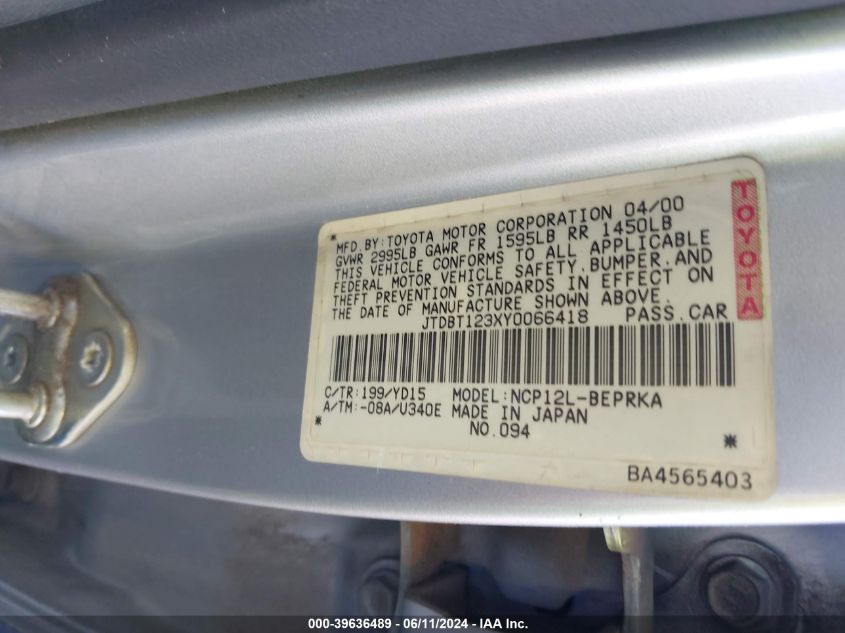 MFD.BY:TOYOTA MOTOR CORPORATION 04/00
GVWR 2995LB GAWR FR 1595LB RR 1450LB
THIS VEHICLE CONFORMS TO ALL APPLICABLE
FEDERAL MOTOR VEHICLE SAFETY,BUMPER,AND
THEFT PREVENTION STANDARDS IN EFFECT ON
THE DATE OF MANUFACTURE SHOWN ABOVE.
JTDBT123XY0066418 PASS.CAR
TOYOTA
C/TR:199/YD15 MODEL:NCP12L-BEPRKA
A/TM:-08A/U340E MADE IN JAPAN
NO.094
BA4565403
000-39636489 - 06/11/2024 - IAA Inc.